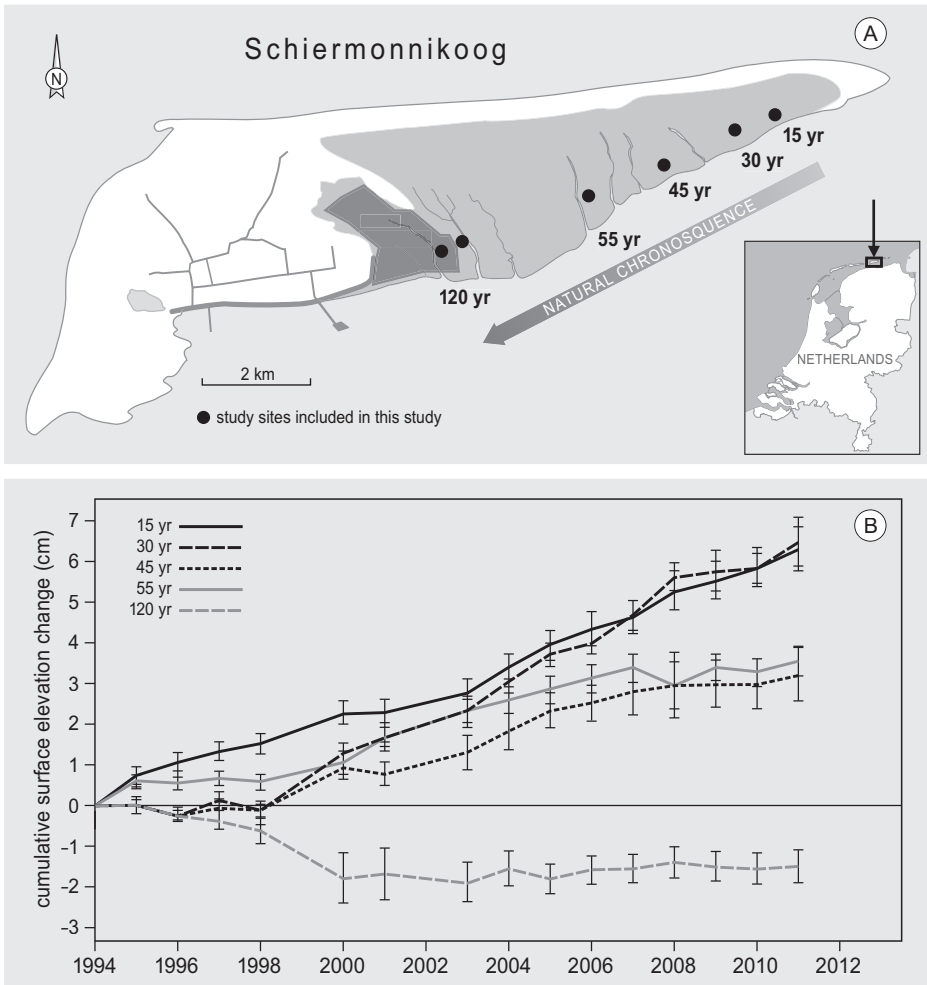 Schiermonnikoog
A
N
15 yr
30 yr
45 yr
55 yr
120 yr
NATURAL CHRONOSQUENCE
NETHERLANDS
2 km
study sites included in this study
B
cumulative surface elevation change (cm)
7
6
5
4
3
2
1
0
-1
-2
-3
15 yr
30 yr
45 yr
55 yr
120 yr
1994 1996 1998 2000 2002 2004 2006 2008 2010 2012